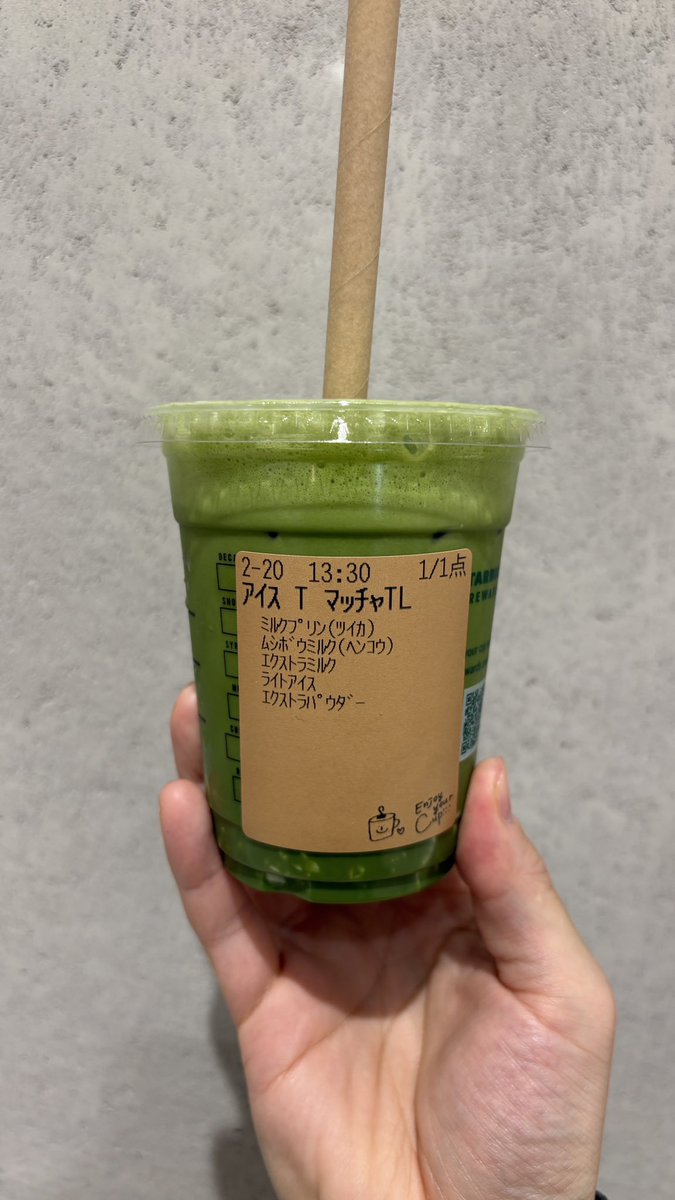 2-20 13:30 1/1点
アイス T マッチャTL
ミルクプリン(ツイカ)
ムシボウミルク(ヘンコウ)
エクストラミルク
ライトアイス
エクストラパウダー
Enjoy
your
Cup...
DECA
SHO
SYR